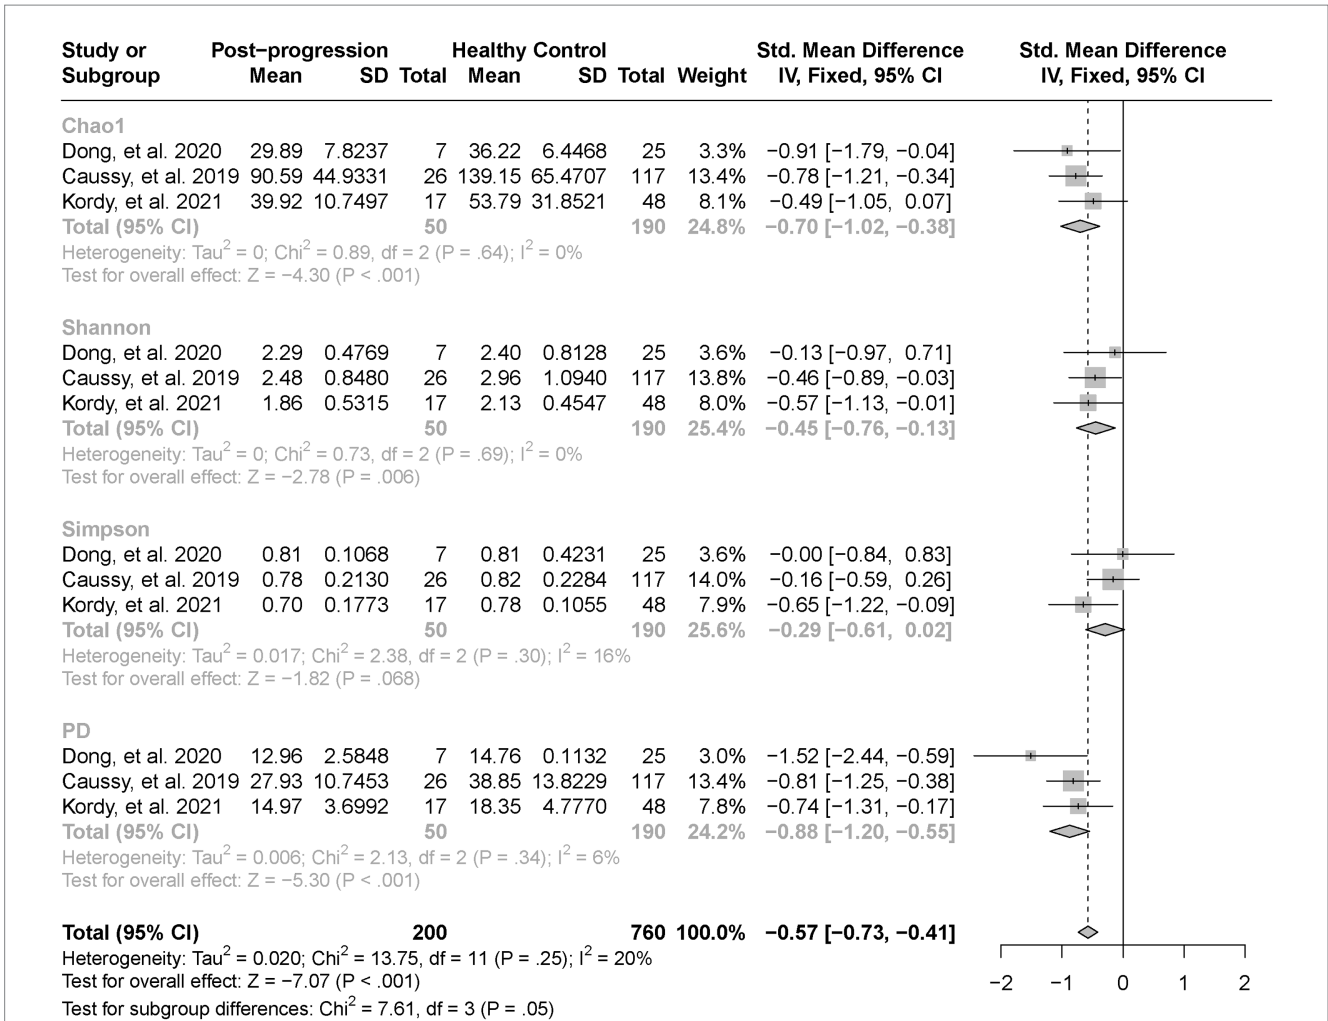 Study or Post−progression Healthy Control Std. Mean Difference Std. Mean Difference
Subgroup Mean SD Total Mean SD Total Weight IV, Fixed, 95% CI IV, Fixed, 95% CI
Chao1
Dong, et al. 2020 29.89 7.8237 7 36.22 6.4468 25 3.3% −0.91 [−1.79, −0.04]
Caussy, et al. 2019 90.59 44.9331 26 139.15 65.4707 117 13.4% −0.78 [−1.21, −0.34]
Kordy, et al. 2021 39.92 10.7497 17 53.79 31.8521 48 8.1% −0.49 [−1.05, 0.07]
Total (95% CI) 50 190 24.8% −0.70 [−1.02, −0.38]
Heterogeneity: Tau² = 0; Chi² = 0.89, df = 2 (P = .64); I² = 0%
Test for overall effect: Z = −4.30 (P < .001)
Shannon
Dong, et al. 2020 2.29 0.4769 7 2.40 0.8128 25 3.6% −0.13 [−0.97, 0.71]
Caussy, et al. 2019 2.48 0.8480 26 2.96 1.0940 117 13.8% −0.46 [−0.89, −0.03]
Kordy, et al. 2021 1.86 0.5315 17 2.13 0.4547 48 8.0% −0.57 [−1.13, −0.01]
Total (95% CI) 50 190 25.4% −0.45 [−0.76, −0.13]
Heterogeneity: Tau² = 0; Chi² = 0.73, df = 2 (P = .69); I² = 0%
Test for overall effect: Z = −2.78 (P = .006)
Simpson
Dong, et al. 2020 0.81 0.1068 7 0.81 0.4231 25 3.6% −0.00 [−0.84, 0.83]
Caussy, et al. 2019 0.78 0.2130 26 0.82 0.2284 117 14.0% −0.16 [−0.59, 0.26]
Kordy, et al. 2021 0.70 0.1773 17 0.78 0.1055 48 7.9% −0.65 [−1.22, −0.09]
Total (95% CI) 50 190 25.6% −0.29 [−0.61, 0.02]
Heterogeneity: Tau² = 0.017; Chi² = 2.38, df = 2 (P = .30); I² = 16%
Test for overall effect: Z = −1.82 (P = .068)
PD
Dong, et al. 2020 12.96 2.5848 7 14.76 0.1132 25 3.0% −1.52 [−2.44, −0.59]
Caussy, et al. 2019 27.93 10.7453 26 38.85 13.8229 117 13.4% −0.81 [−1.25, −0.38]
Kordy, et al. 2021 14.97 3.6992 17 18.35 4.7770 48 7.8% −0.74 [−1.31, −0.17]
Total (95% CI) 50 190 24.2% −0.88 [−1.20, −0.55]
Heterogeneity: Tau² = 0.006; Chi² = 2.13, df = 2 (P = .34); I² = 6%
Test for overall effect: Z = −5.30 (P < .001)
Total (95% CI) 200 760 100.0% −0.57 [−0.73, −0.41]
Heterogeneity: Tau² = 0.020; Chi² = 13.75, df = 11 (P = .25); I² = 20%
Test for overall effect: Z = −7.07 (P < .001)
−2 −1 0 1 2
Test for subgroup differences: Chi² = 7.61, df = 3 (P = .05)